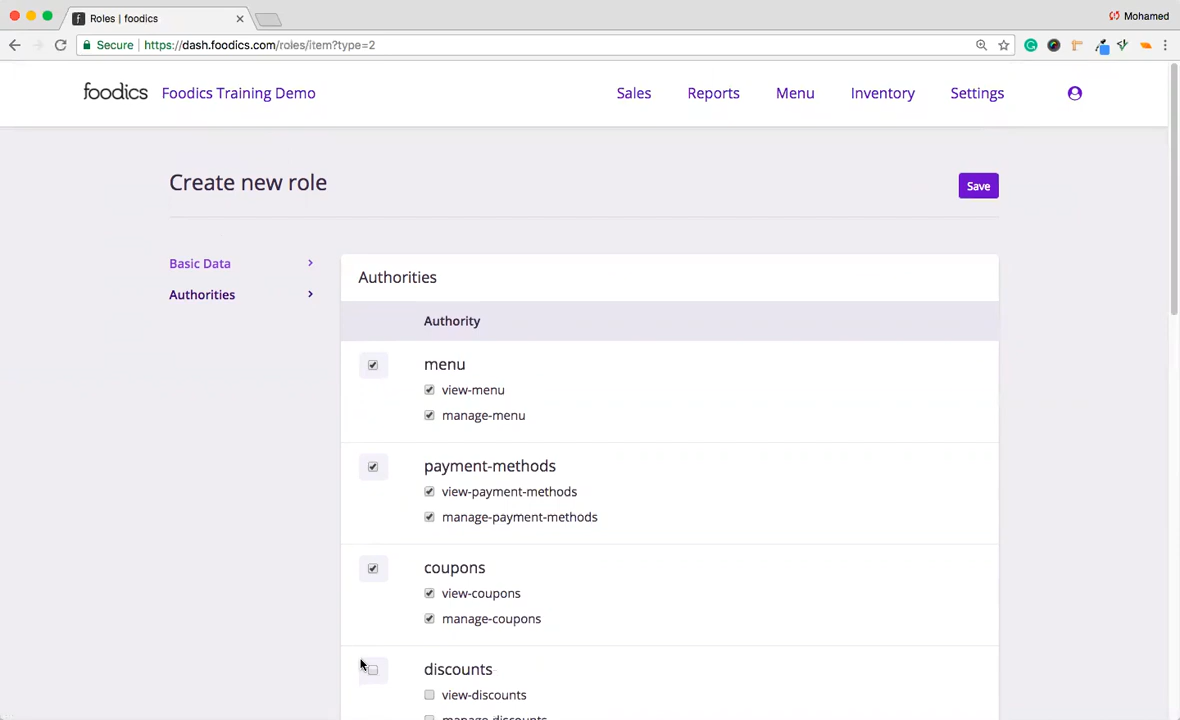 Roles | foodics
Mohamed
Secure
https://dash.foodics.com/roles/item?type=2
foodics
Foodics Training Demo
Sales
Reports
Menu
Inventory
Settings
Create new role
Save
Basic Data
Authorities
Authorities
Authority
menu
view-menu
manage-menu
payment-methods
view-payment-methods
manage-payment-methods
coupons
view-coupons
manage-coupons
discounts
view-discounts
manage-discounts